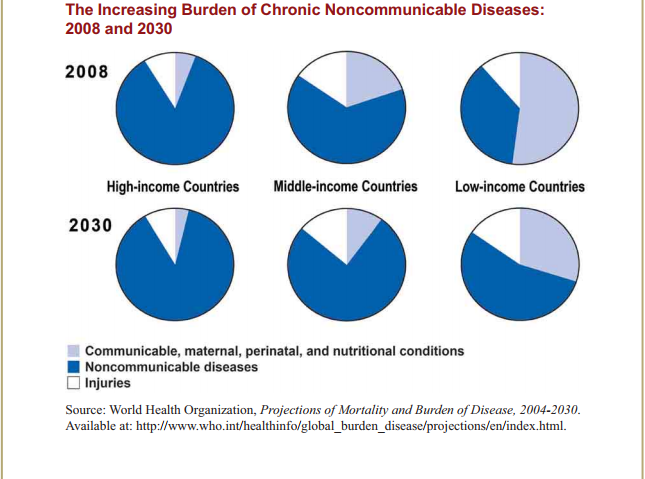 The Increasing Burden of Chronic Noncommunicable Diseases:
2008 and 2030
2008
High-income Countries
Middle-income Countries
Low-income Countries
2030
Communicable, maternal, perinatal, and nutritional conditions
Noncommunicable diseases
Injuries
Source: World Health Organization, Projections of Mortality and Burden of Disease, 2004-2030.
Available at: http://www.who.int/healthinfo/global_burden_disease/projections/en/index.html.